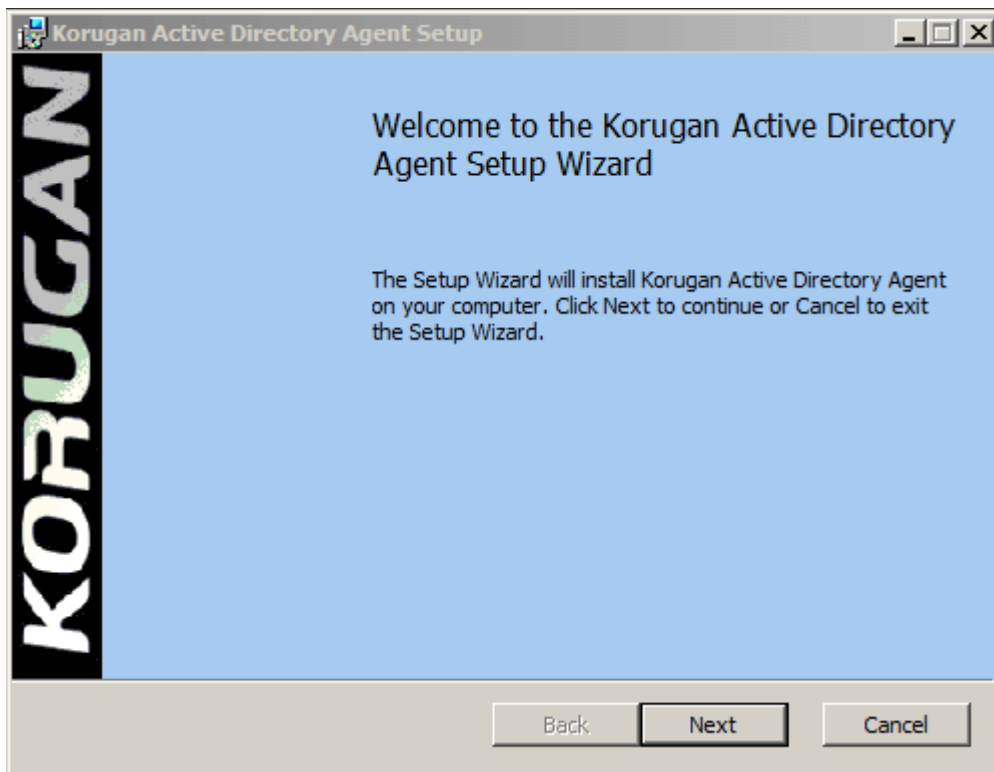 Korugan Active Directory Agent Setup
KORUGAN
Welcome to the Korugan Active Directory
Agent Setup Wizard
The Setup Wizard will install Korugan Active Directory Agent
on your computer. Click Next to continue or Cancel to exit
the Setup Wizard.
Back
Next
Cancel